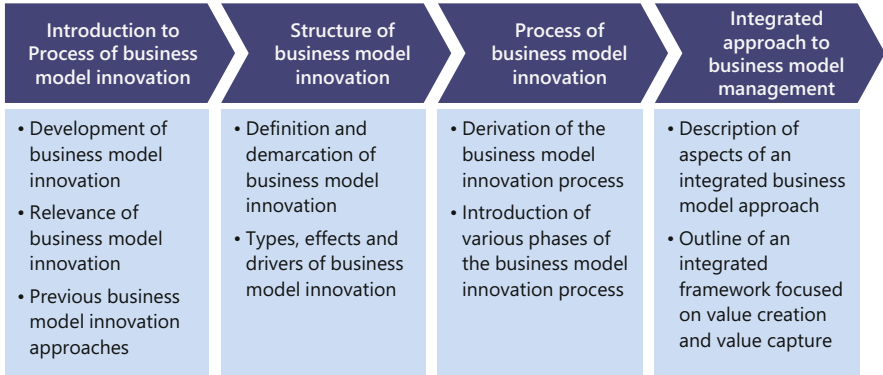 Introduction to
Process of business
model innovation
Structure of
business model
innovation
Process of
business model
innovation
Integrated
approach to
business model
management
• Development of
business model
innovation
• Relevance of
business model
innovation
• Previous business
model innovation
approaches
• Definition and
demarcation of
business model
innovation
• Types, effects and
drivers of business
model innovation
• Derivation of the
business model
innovation process
• Introduction of
various phases of
the business model
innovation process
• Description of
aspects of an
integrated business
model approach
• Outline of an
integrated
framework focused
on value creation
and value capture